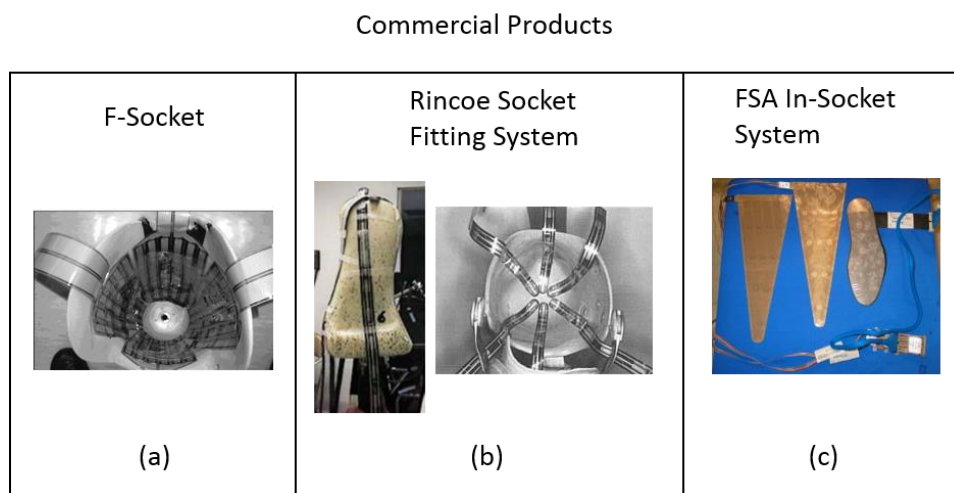 Commercial Products
F-Socket
Rincoe Socket
Fitting System
FSA In-Socket
System
(a)
(b)
(c)